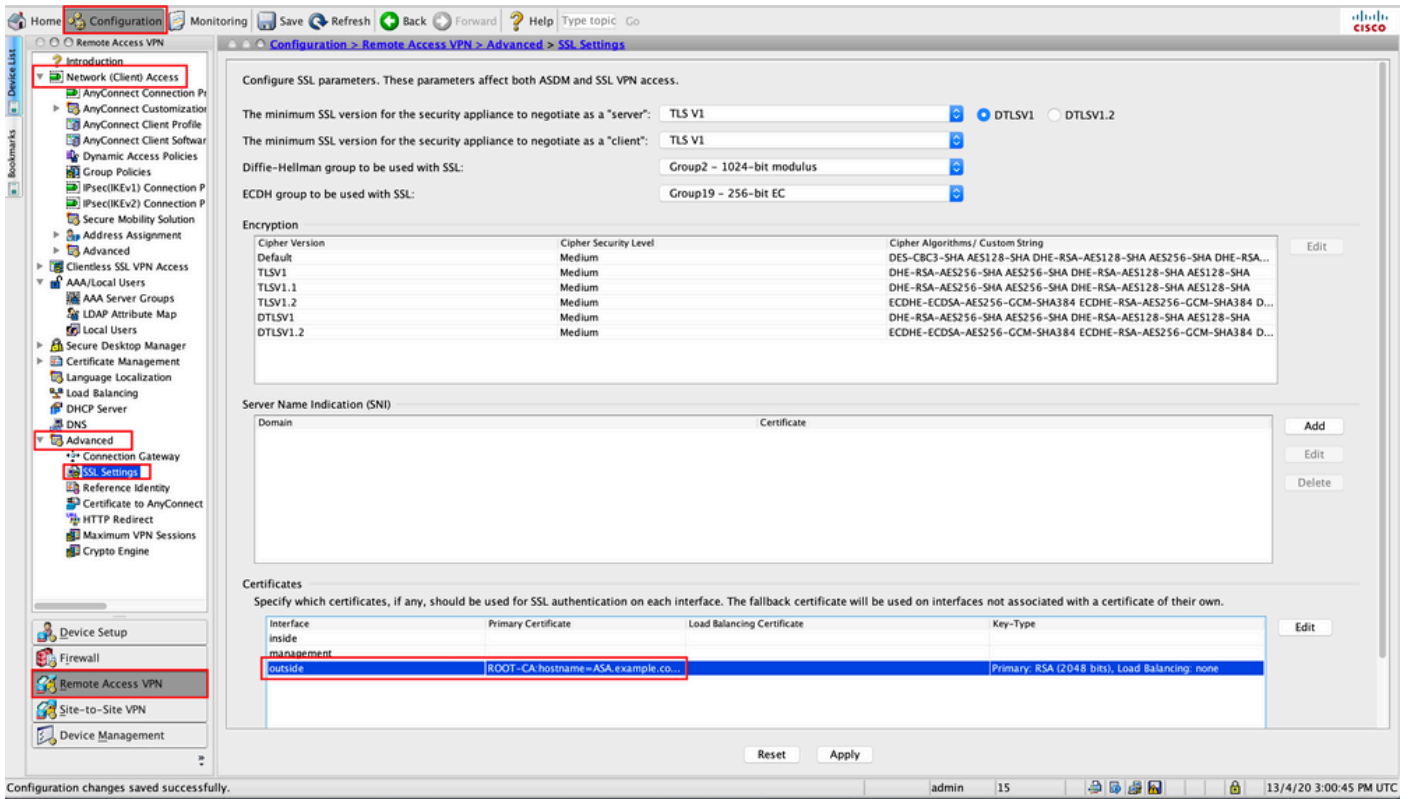 Home Configuration Monitoring Save Refresh Back Forward Help Type topic Go
cisco
Device List
Bookmarks
Remote Access VPN
Introduction
Network (Client) Access
AnyConnect Connection Pr
AnyConnect Customization
AnyConnect Client Profile
AnyConnect Client Softwar
Dynamic Access Policies
Group Policies
IPsec(IKEv1) Connection P
IPsec(IKEv2) Connection P
Secure Mobility Solution
Address Assignment
Advanced
Clientless SSL VPN Access
AAA/Local Users
AAA Server Groups
LDAP Attribute Map
Local Users
Secure Desktop Manager
Certificate Management
Language Localization
Load Balancing
DHCP Server
DNS
Advanced
Connection Gateway
SSL Settings
Reference Identity
Certificate to AnyConnect
HTTP Redirect
Maximum VPN Sessions
Crypto Engine
Device Setup
Firewall
Remote Access VPN
Site-to-Site VPN
Device Management
Configuration > Remote Access VPN > Advanced > SSL Settings
Configure SSL parameters. These parameters affect both ASDM and SSL VPN access.
The minimum SSL version for the security appliance to negotiate as a "server": TLS V1 DTLSV1 DTLSV1.2
The minimum SSL version for the security appliance to negotiate as a "client": TLS V1
Diffie-Hellman group to be used with SSL: Group2 - 1024-bit modulus
ECDH group to be used with SSL: Group19 - 256-bit EC
Encryption
Cipher Version Cipher Security Level Cipher Algorithms/ Custom String Edit
Default Medium DES-CBC3-SHA AES128-SHA DHE-RSA-AES128-SHA AES256-SHA DHE-RSA...
TLSV1 Medium DHE-RSA-AES256-SHA AES256-SHA DHE-RSA-AES128-SHA AES128-SHA
TLSV1.1 Medium DHE-RSA-AES256-SHA AES256-SHA DHE-RSA-AES128-SHA AES128-SHA
TLSV1.2 Medium ECDHE-ECDSA-AES256-GCM-SHA384 ECDHE-RSA-AES256-GCM-SHA384 D...
DTLSV1 Medium DHE-RSA-AES256-SHA AES256-SHA DHE-RSA-AES128-SHA AES128-SHA
DTLSV1.2 Medium ECDHE-ECDSA-AES256-GCM-SHA384 ECDHE-RSA-AES256-GCM-SHA384 D...
Server Name Indication (SNI)
Domain Certificate
Add
Edit
Delete
Certificates
Specify which certificates, if any, should be used for SSL authentication on each interface. The fallback certificate will be used on interfaces not associated with a certificate of their own.
Interface Primary Certificate Load Balancing Certificate Key-Type Edit
inside
management
outside ROOT-CA:hostname=ASA.example.co... Primary: RSA (2048 bits), Load Balancing: none
Reset Apply
Configuration changes saved successfully. admin 15 13/4/20 3:00:45 PM UTC